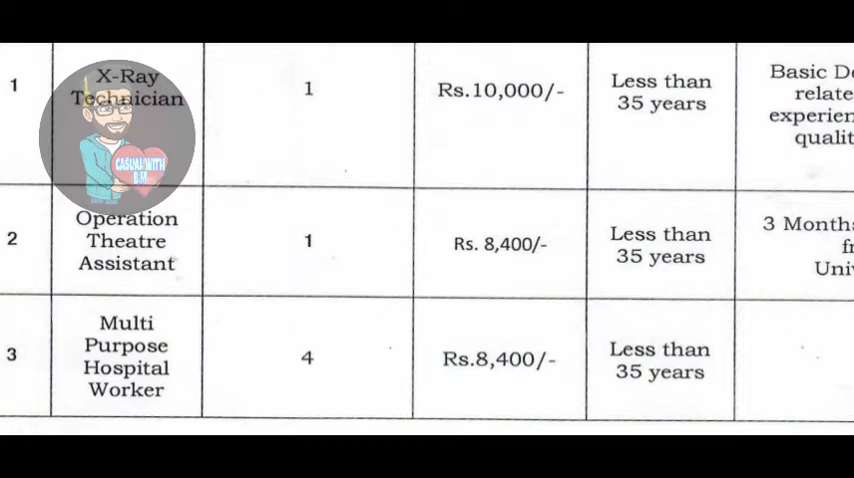 1
X-Ray
Technician
1
Rs.10,000/-
Less than
35 years
Basic De
relate
experien
qualit
CASUAL WITH
B.M
2
Operation
Theatre
Assistant
1
Rs. 8,400/-
Less than
35 years
3 Months
fr
Univ
3
Multi
Purpose
Hospital
Worker
4
Rs.8,400/-
Less than
35 years